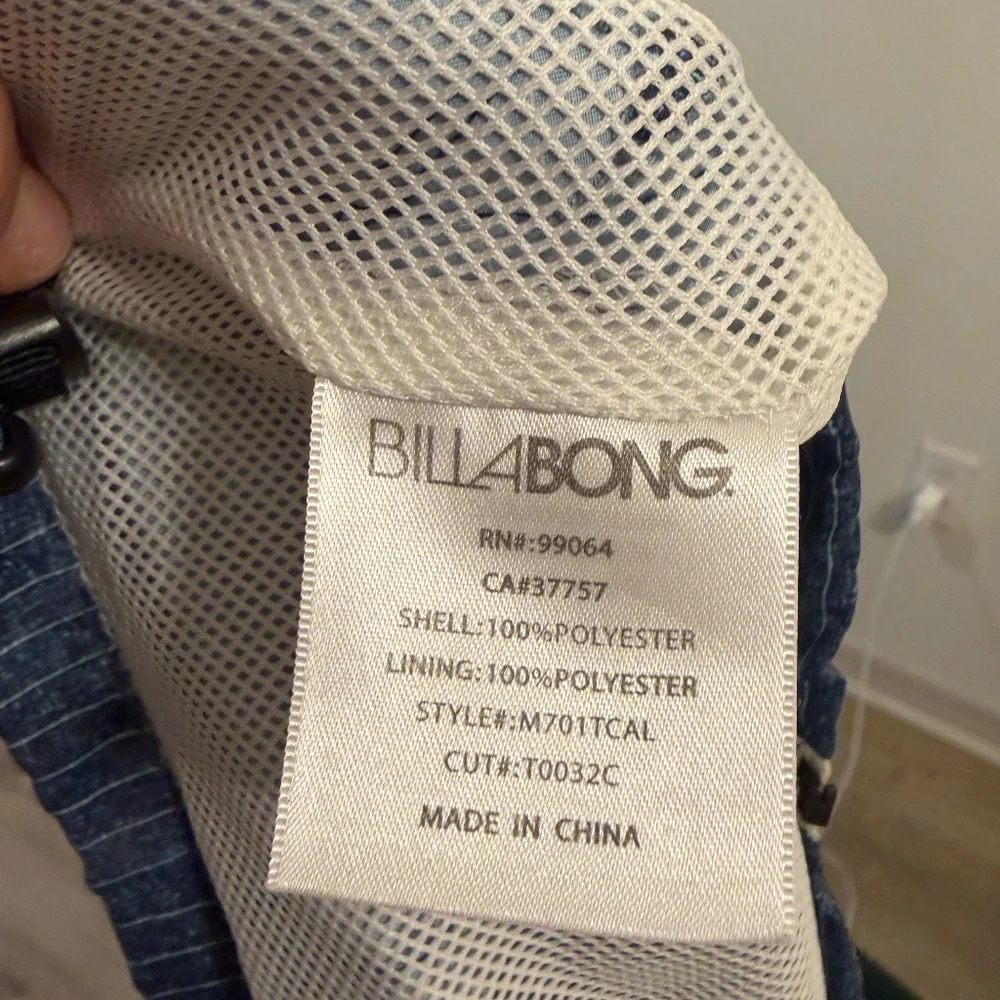 BILLABONG.
RN#:99064
CA#37757
SHELL:100%POLYESTER
LINING:100%POLYESTER
STYLE#:M701TCAL
CUT#:T0032C
MADE IN CHINA